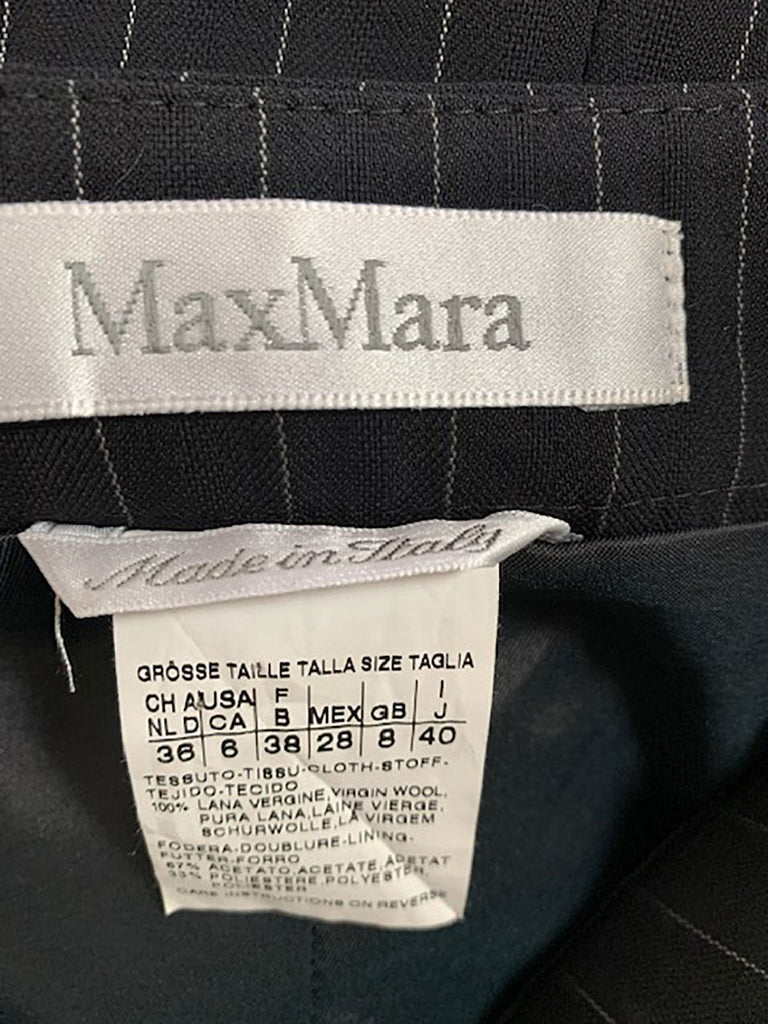 MaxMara
Made in Italy
GRÖSSE TAILLE TALLA SIZE TAGLIA
CH A USA F I
NL D CA B MEX GB J
36 6 38 28 8 40
TESSUTO-TISSU-CLOTH-STOFF-
TEJIDO-TECIDO
100% LANA VERGINE,VIRGIN WOOL,
PURA LANA,LAINE VIERGE,
SCHURWOLLE,LA VIRGEM
FODERA-DOUBLURE-LINING-
FUTTER-FORRO
67% ACETATO,ACETATE,ACETAT
33% POLIESTERE,POLYESTER,
POLIESTER
CARE INSTRUCTIONS ON REVERSE